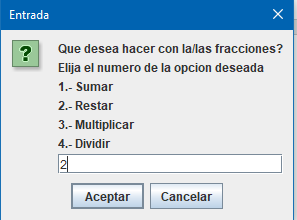 Entrada
?
Que desea hacer con la/las fracciones?
Elija el numero de la opcion deseada
1.- Sumar
2.- Restar
3.- Multiplicar
4.- Dividir
2
Aceptar Cancelar